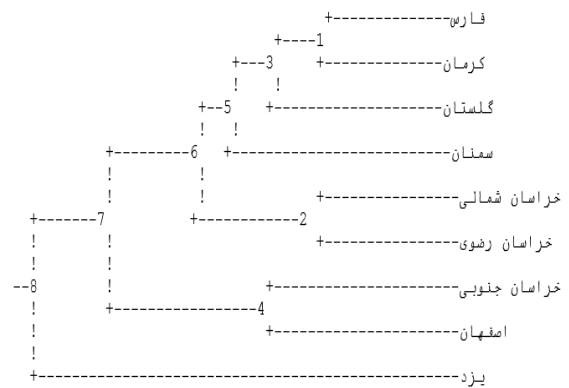 +--------------فارس
+----1
+---3 +--------------کرمان
! !
+--5 +--------------------گلستان
! !
+---------6 +--------------------------سمنان
! !
! ! +----------------خراسان شمالی
+-------7 +------------2
! ! +----------------خراسان رضوی
! !
--8 ! +----------------------خراسان جنوبی
! +-----------------4
! +----------------------اصفهان
!
+--------------------------------------------------یزد